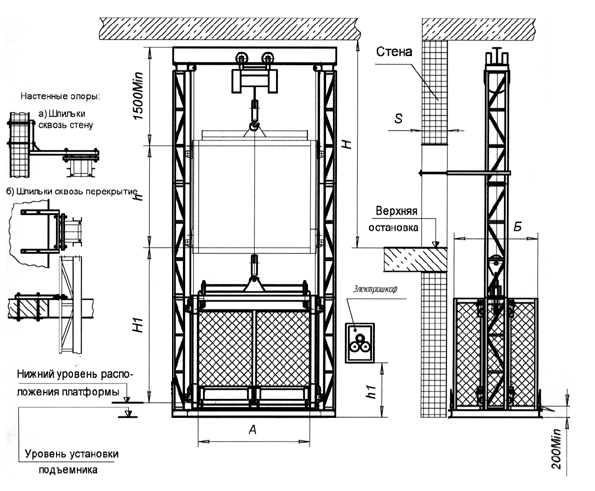 Настенные опоры:
а) Шпильки
сквозь стену
б) Шпильки сквозь перекрытие
1500Min
h
H1
H
Стена
S
Верхняя
остановка
Б
Электрошкаф
h1
Нижний уровень распо-
ложения платформы
Уровень установки
подъемника
А
200Min